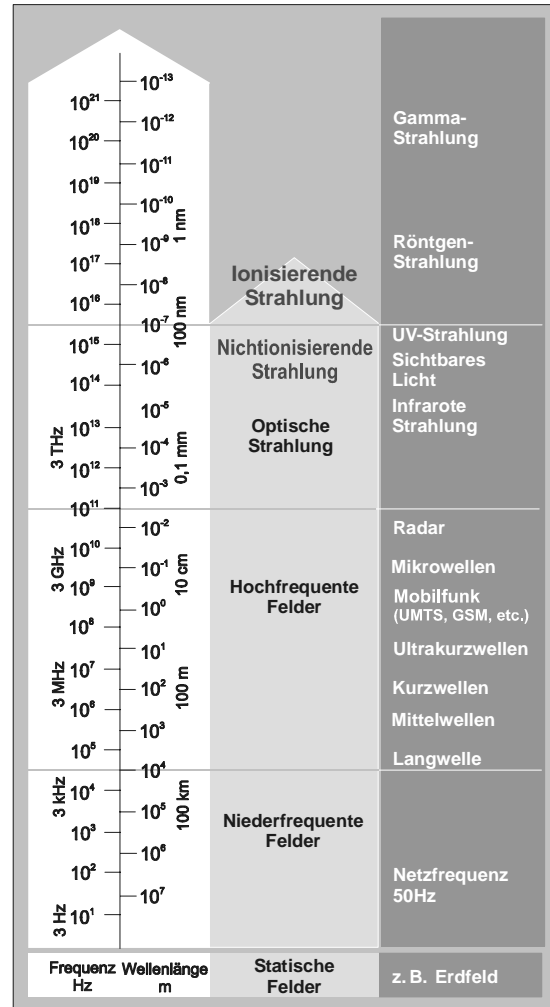 10²¹
10²⁰
10¹⁹
10¹⁸
10¹⁷
10¹⁶
10¹⁵
10¹⁴
10¹³
10¹²
10¹¹
10¹⁰
10⁹
10⁸
10⁷
10⁶
10⁵
10⁴
10³
10²
10¹
3 THz
3 GHz
3 MHz
3 kHz
3 Hz
10⁻¹³
10⁻¹²
10⁻¹¹
10⁻¹⁰
10⁻⁹
10⁻⁸
10⁻⁷
10⁻⁶
10⁻⁵
10⁻⁴
10⁻³
10⁻²
10⁻¹
10⁰
10¹
10²
10³
10⁴
10⁵
10⁶
10⁷
1 nm
100 nm
0,1 mm
10 cm
100 m
100 km
Ionisierende
Strahlung
Nichtionisierende
Strahlung
Optische
Strahlung
Hochfrequente
Felder
Niederfrequente
Felder
Gamma-
Strahlung
Röntgen-
Strahlung
UV-Strahlung
Sichtbares
Licht
Infrarote
Strahlung
Radar
Mikrowellen
Mobilfunk
(UMTS, GSM, etc.)
Ultrakurzwellen
Kurzwellen
Mittelwellen
Langwelle
Netzfrequenz
50Hz
Frequenz
Hz
Wellenlänge
m
Statische
Felder
z. B. Erdfeld